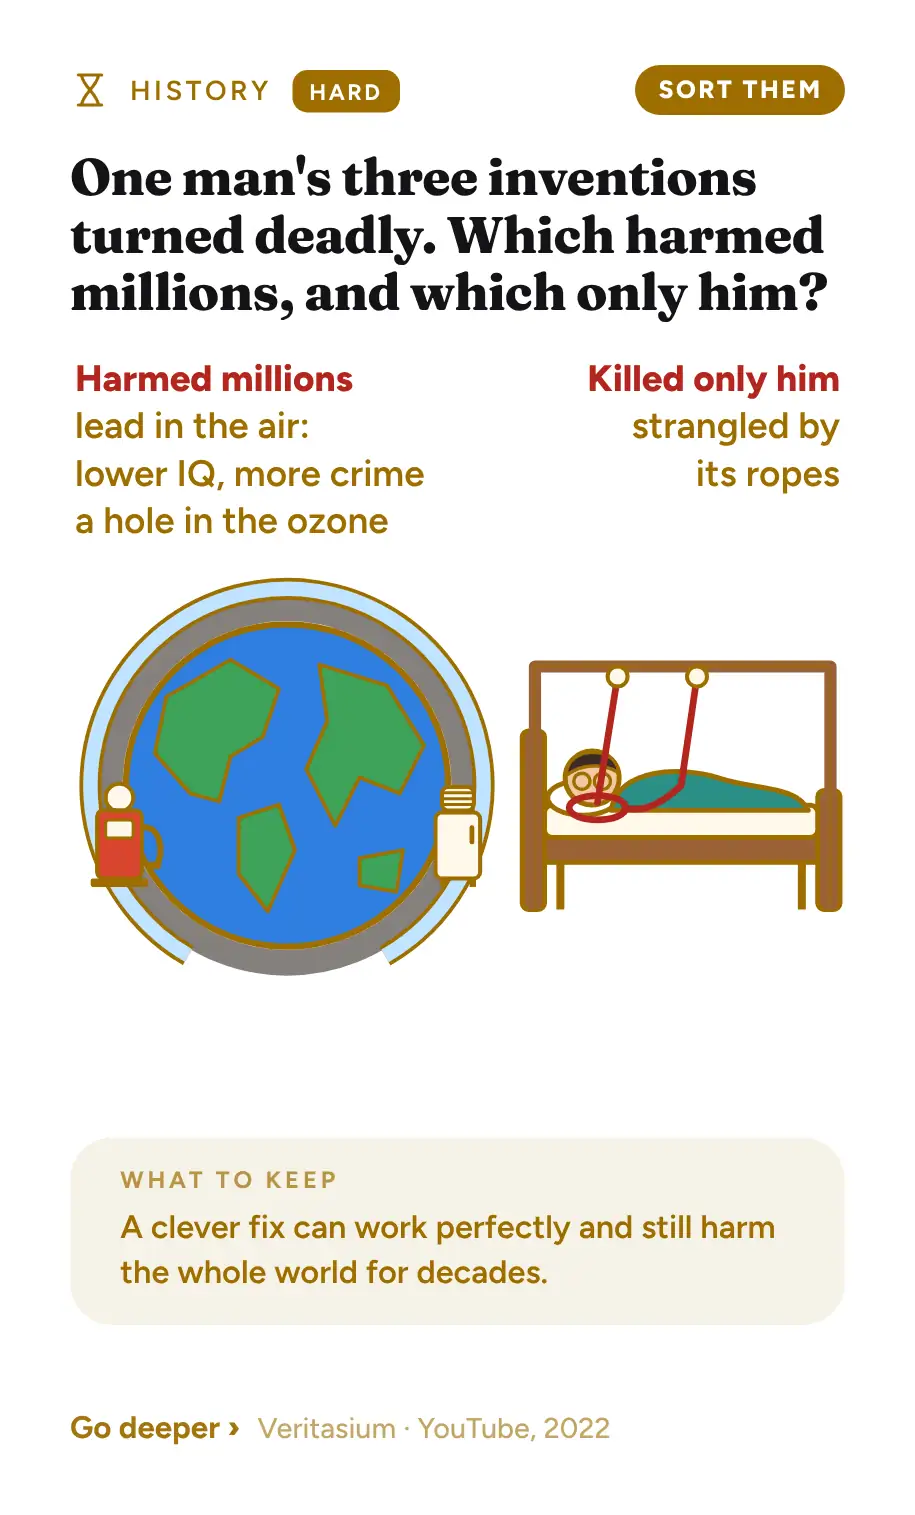 HISTORY
HARD
SORT THEM
One man's three inventions
turned deadly. Which harmed
millions, and which only him?
Harmed millions
lead in the air:
lower IQ, more crime
a hole in the ozone
Killed only him
strangled by
its ropes
WHAT TO KEEP
A clever fix can work perfectly and still harm
the whole world for decades.
Go deeper › Veritasium · YouTube, 2022